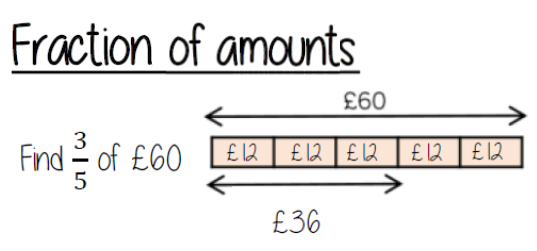 Fraction of amounts
£60
Find 3/5 of £60
£12 £12 £12 £12 £12
£36